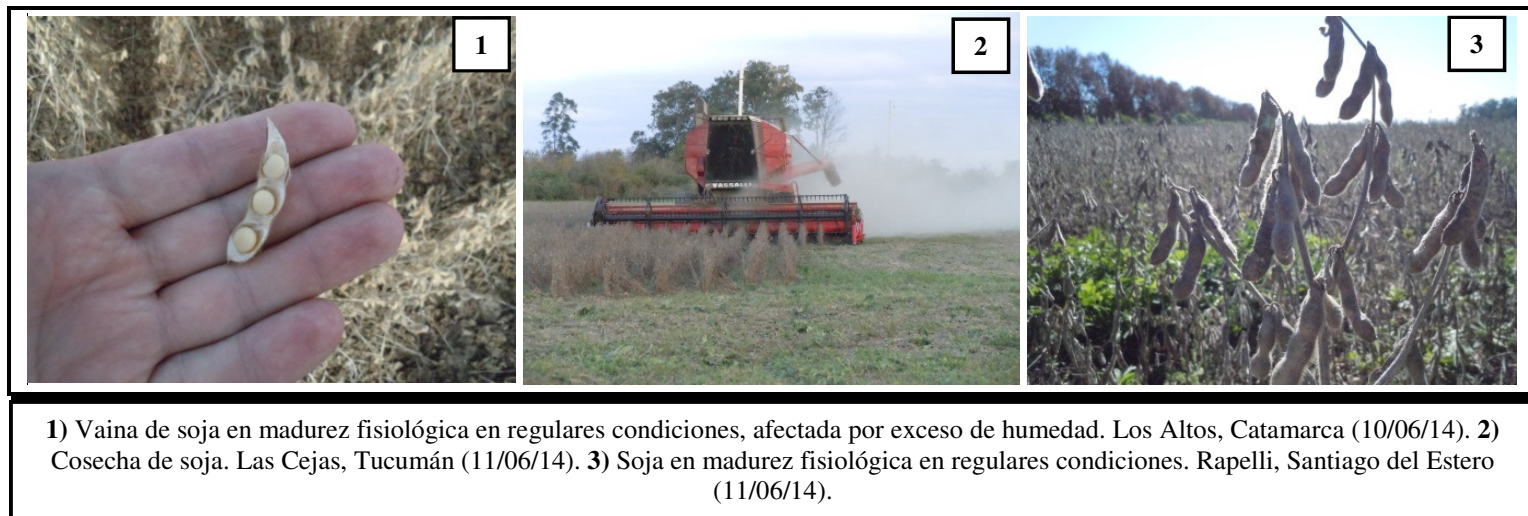 1
2
3
VASSALLI
1) Vaina de soja en madurez fisiológica en regulares condiciones, afectada por exceso de humedad. Los Altos, Catamarca (10/06/14). 2)
Cosecha de soja. Las Cejas, Tucumán (11/06/14). 3) Soja en madurez fisiológica en regulares condiciones. Rapelli, Santiago del Estero
(11/06/14).